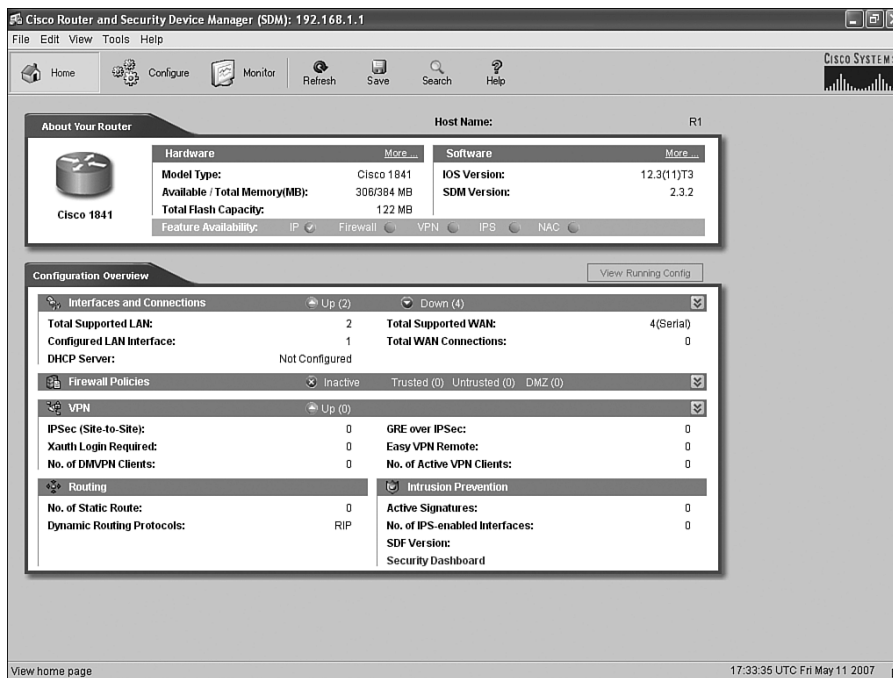 Cisco Router and Security Device Manager (SDM): 192.168.1.1
File Edit View Tools Help
Home Configure Monitor Refresh Save Search Help
CISCO SYSTEMS
About Your Router Host Name: R1
Hardware More ... Software More ...
Model Type: Cisco 1841 IOS Version: 12.3(11)T3
Available / Total Memory(MB): 306/384 MB SDM Version: 2.3.2
Total Flash Capacity: 122 MB
Cisco 1841
Feature Availability: IP Firewall VPN IPS NAC
Configuration Overview View Running Config
Interfaces and Connections Up (2) Down (4)
Total Supported LAN: 2 Total Supported WAN: 4(Serial)
Configured LAN Interface: 1 Total WAN Connections: 0
DHCP Server: Not Configured
Firewall Policies Inactive Trusted (0) Untrusted (0) DMZ (0)
VPN Up (0)
IPSec (Site-to-Site): 0 GRE over IPSec: 0
Xauth Login Required: 0 Easy VPN Remote: 0
No. of DMVPN Clients: 0 No. of Active VPN Clients: 0
Routing Intrusion Prevention
No. of Static Route: 0 Active Signatures: 0
Dynamic Routing Protocols: RIP No. of IPS-enabled Interfaces: 0
SDF Version:
Security Dashboard
View home page 17:33:35 UTC Fri May 11 2007